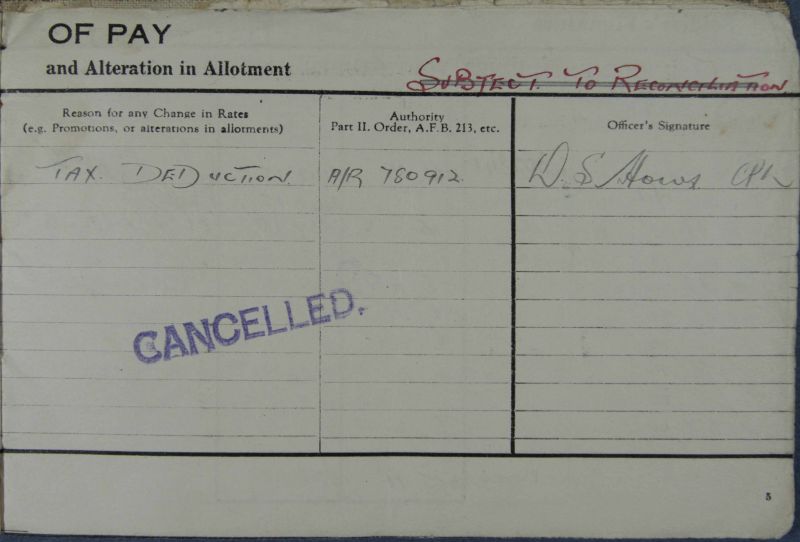 OF PAY
and Alteration in Allotment
SUBJECT TO RECONCILIATION
Reason for any Change in Rates
(e.g. Promotions, or alterations in allotments)
Authority
Part II. Order, A.F.B. 213, etc.
Officer's Signature
TAX. DEDUCTION. A/R 780912 D. S.
CANCELLED.
5